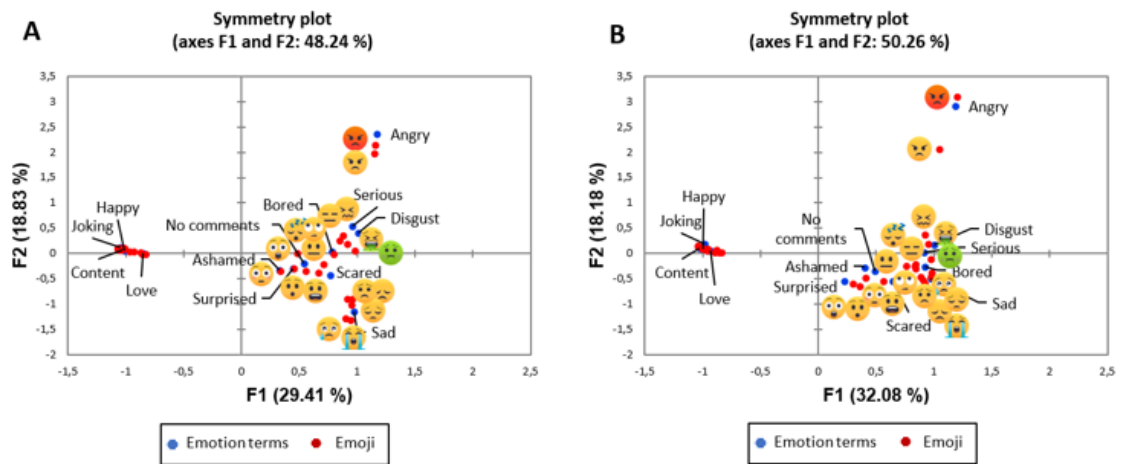 A
Symmetry plot
(axes F1 and F2: 48.24 %)
F2 (18.83 %)
3,5
3
2,5
2
1,5
1
0,5
0
-0,5
-1
-1,5
-2
Angry
Bored
Serious
No comments
Disgust
Happy
Joking
Content
Love
Ashamed
Scared
Surprised
Sad
-1,5
-1
-0,5
0
0,5
1
1,5
2
2,5
F1 (29.41 %)
Emotion terms
Emoji
B
Symmetry plot
(axes F1 and F2: 50.26 %)
F2 (18.18 %)
3,5
3
2,5
2
1,5
1
0,5
0
-0,5
-1
-1,5
-2
Angry
Happy
Joking
Content
Love
No
comments
Disgust
Serious
Ashamed
Bored
Surprised
Sad
Scared
-1,5
-1
-0,5
0
0,5
1
1,5
2
2,5
F1 (32.08 %)
Emotion terms
Emoji